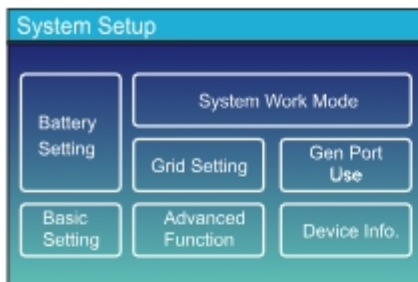 System Setup
System Work Mode
Battery
Setting
Grid Setting
Gen Port
Use
Basic
Setting
Advanced
Function
Device Info.